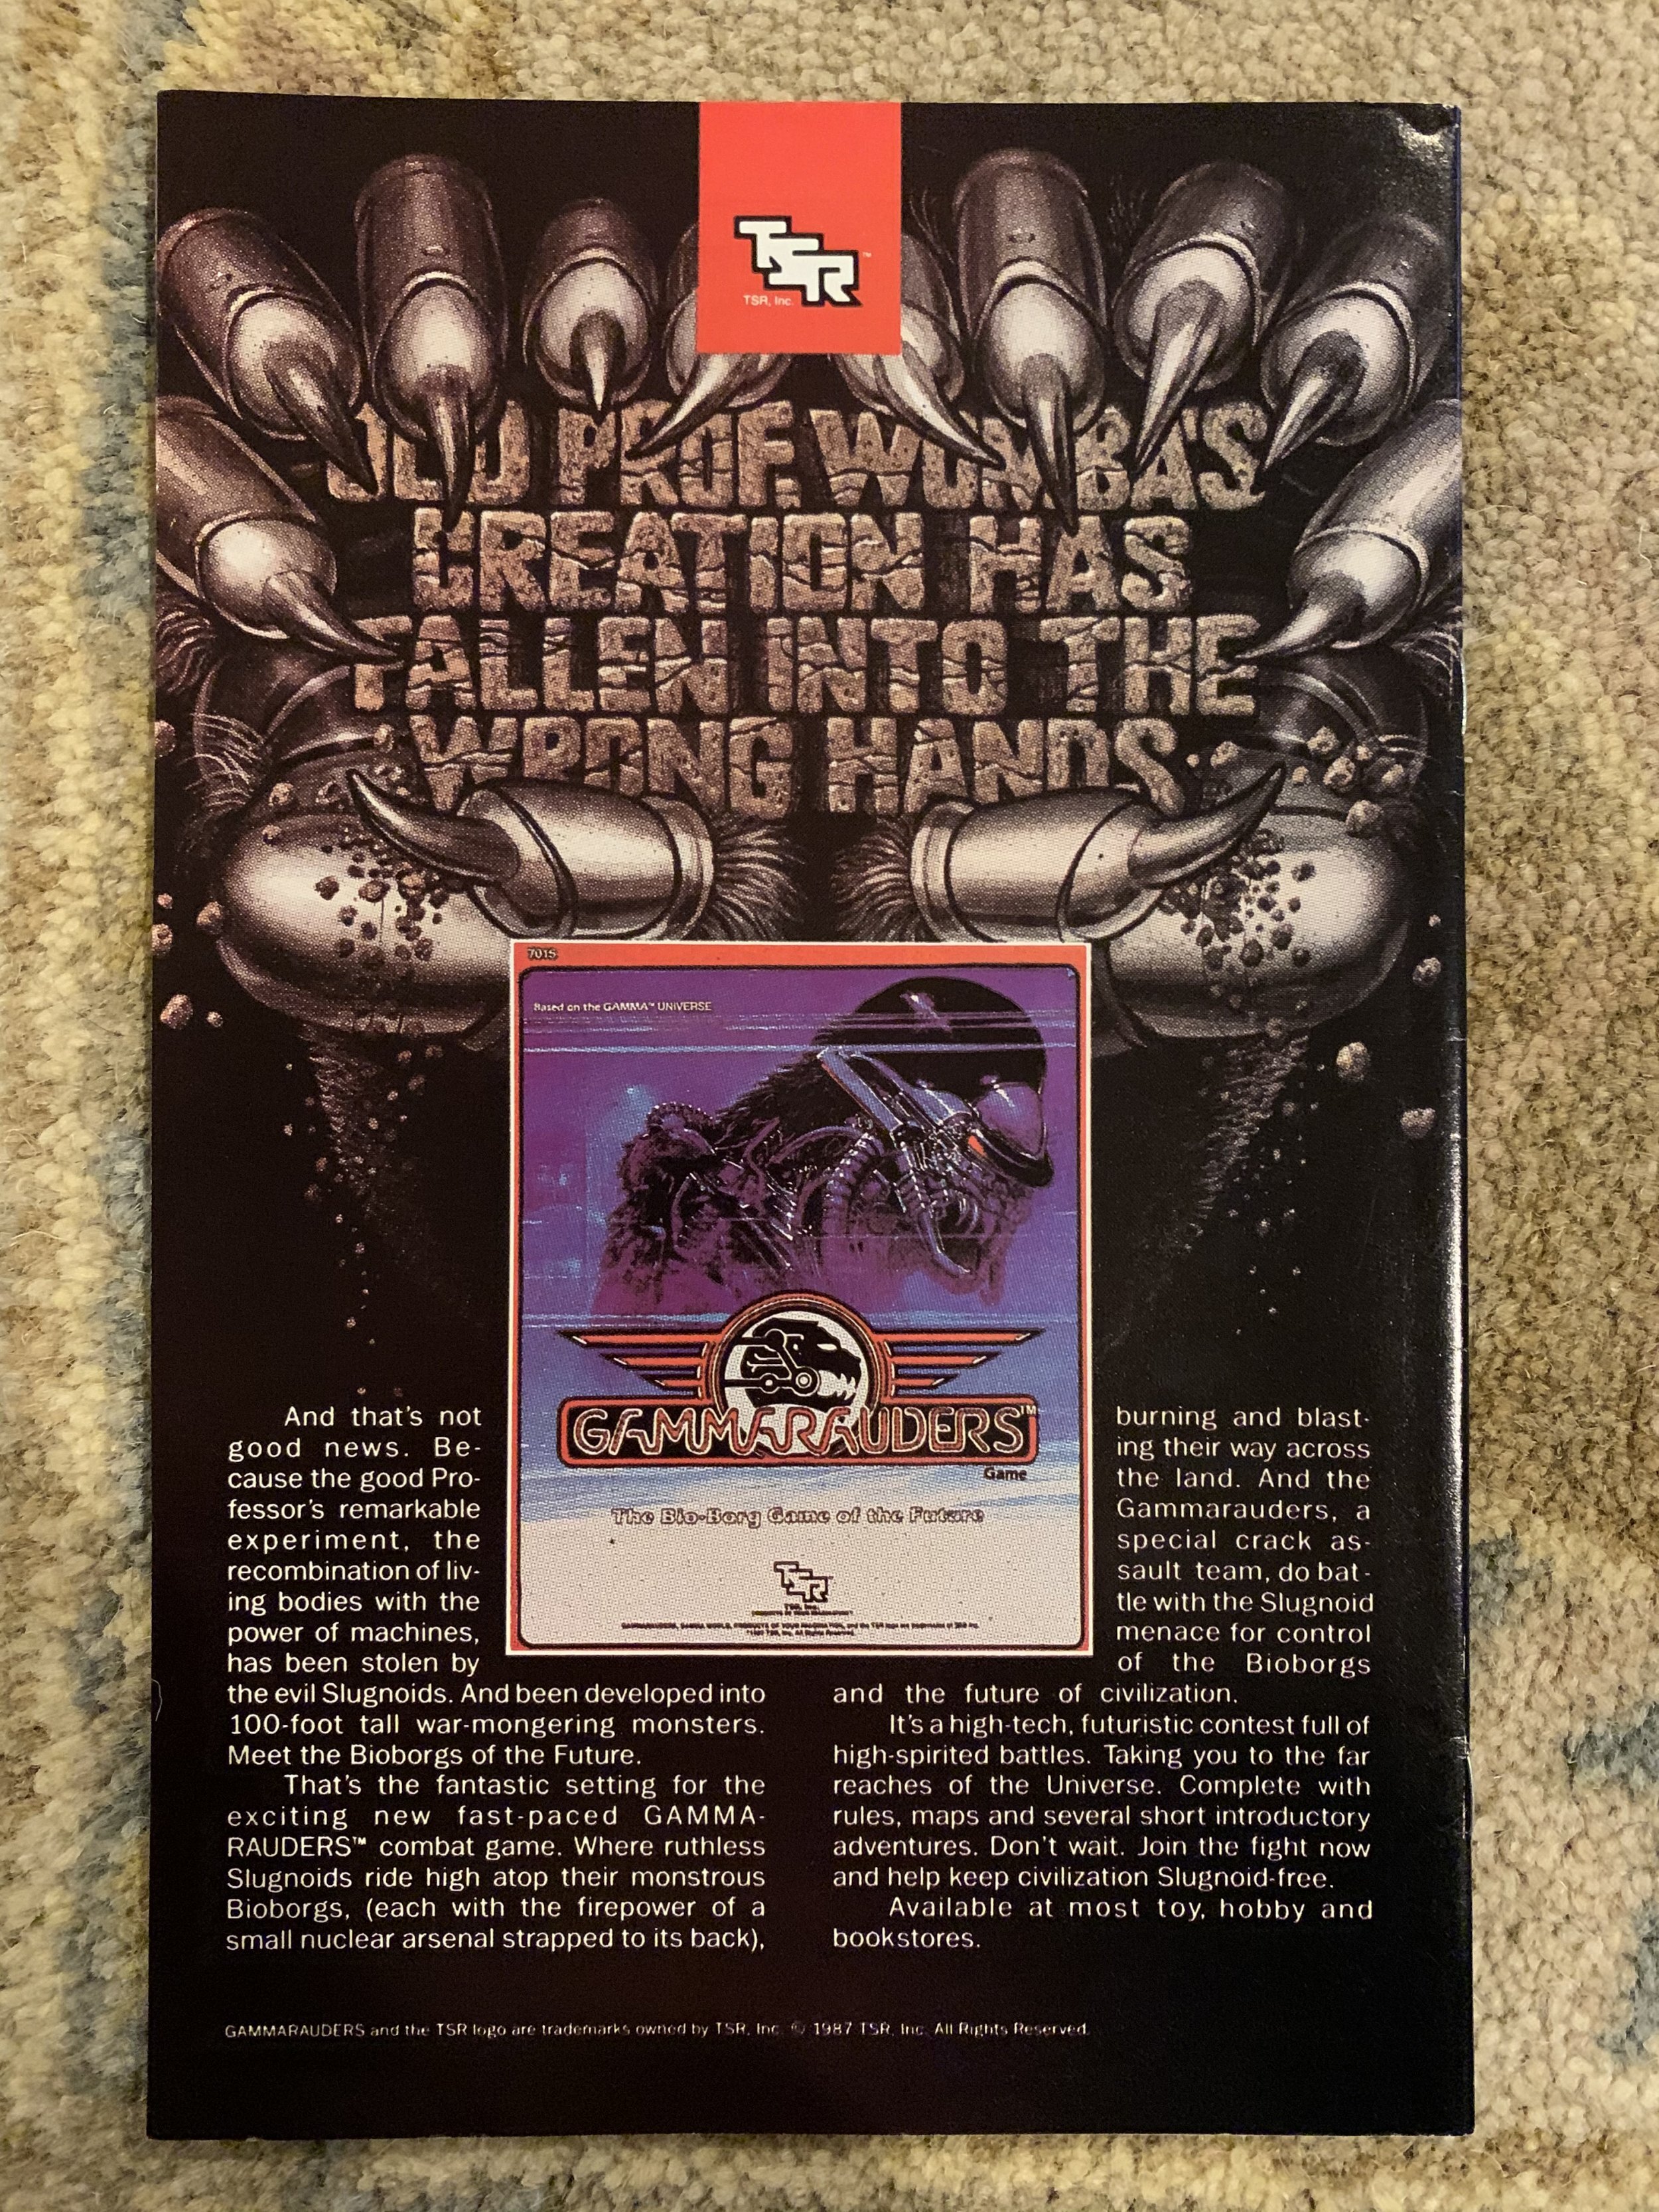 TSR™
TSR, Inc.
OLD PROF. WOMBA'S
CREATION HAS
FALLEN INTO THE
WRONG HANDS
7015
Based on the GAMMA™ UNIVERSE
GAMMARAUDERS™
Game
The Bio-Borg Game of the Future
TSR
TSR, Inc.
PRODUCTS OF YOUR IMAGINATION™
And that's not
good news. Be-
cause the good Pro-
fessor's remarkable
experiment, the
recombination of liv-
ing bodies with the
power of machines,
has been stolen by
the evil Slugnoids. And been developed into
100-foot tall war-mongering monsters.
Meet the Bioborgs of the Future.
That's the fantastic setting for the
exciting new fast-paced GAMMA-
RAUDERS™ combat game. Where ruthless
Slugnoids ride high atop their monstrous
Bioborgs, (each with the firepower of a
small nuclear arsenal strapped to its back),
burning and blast-
ing their way across
the land. And the
Gammarauders, a
special crack as-
sault team, do bat-
tle with the Slugnoid
menace for control
of the Bioborgs
and the future of civilization.
It's a high-tech, futuristic contest full of
high-spirited battles. Taking you to the far
reaches of the Universe. Complete with
rules, maps and several short introductory
adventures. Don't wait. Join the fight now
and help keep civilization Slugnoid-free.
Available at most toy, hobby and
bookstores.
GAMMARAUDERS and the TSR logo are trademarks owned by TSR, Inc. © 1987 TSR, Inc. All Rights Reserved.